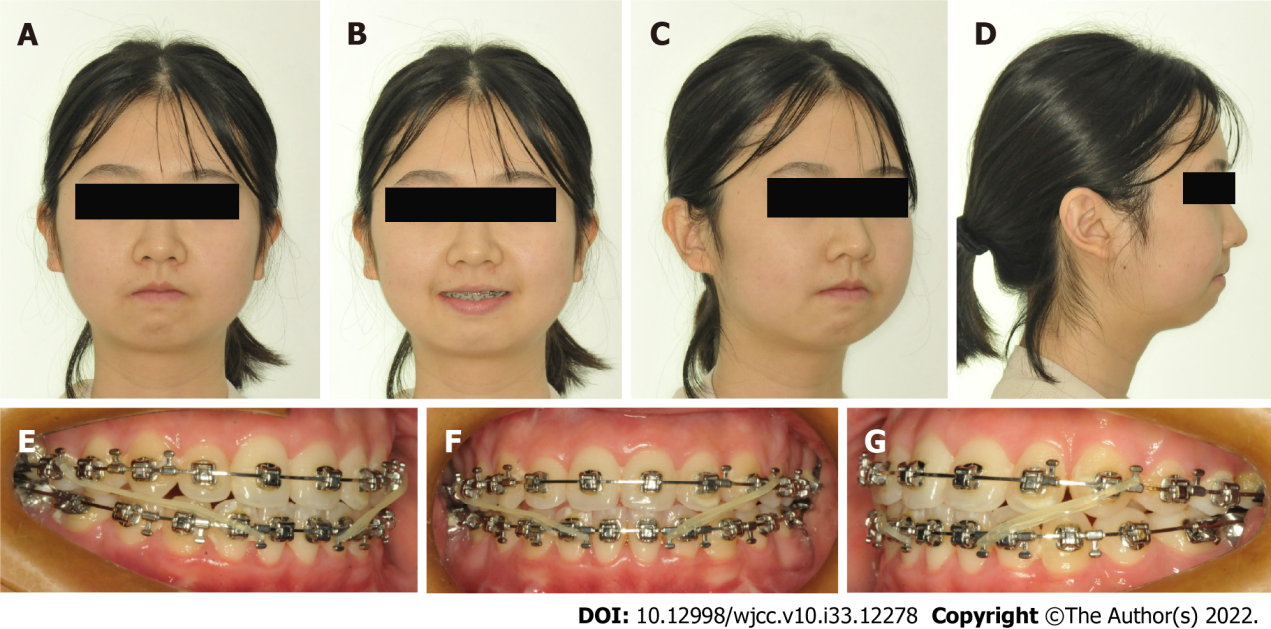 A
B
C
D
E
F
G
DOI: 10.12998/wjcc.v10.i33.12278 Copyright ©The Author(s) 2022.